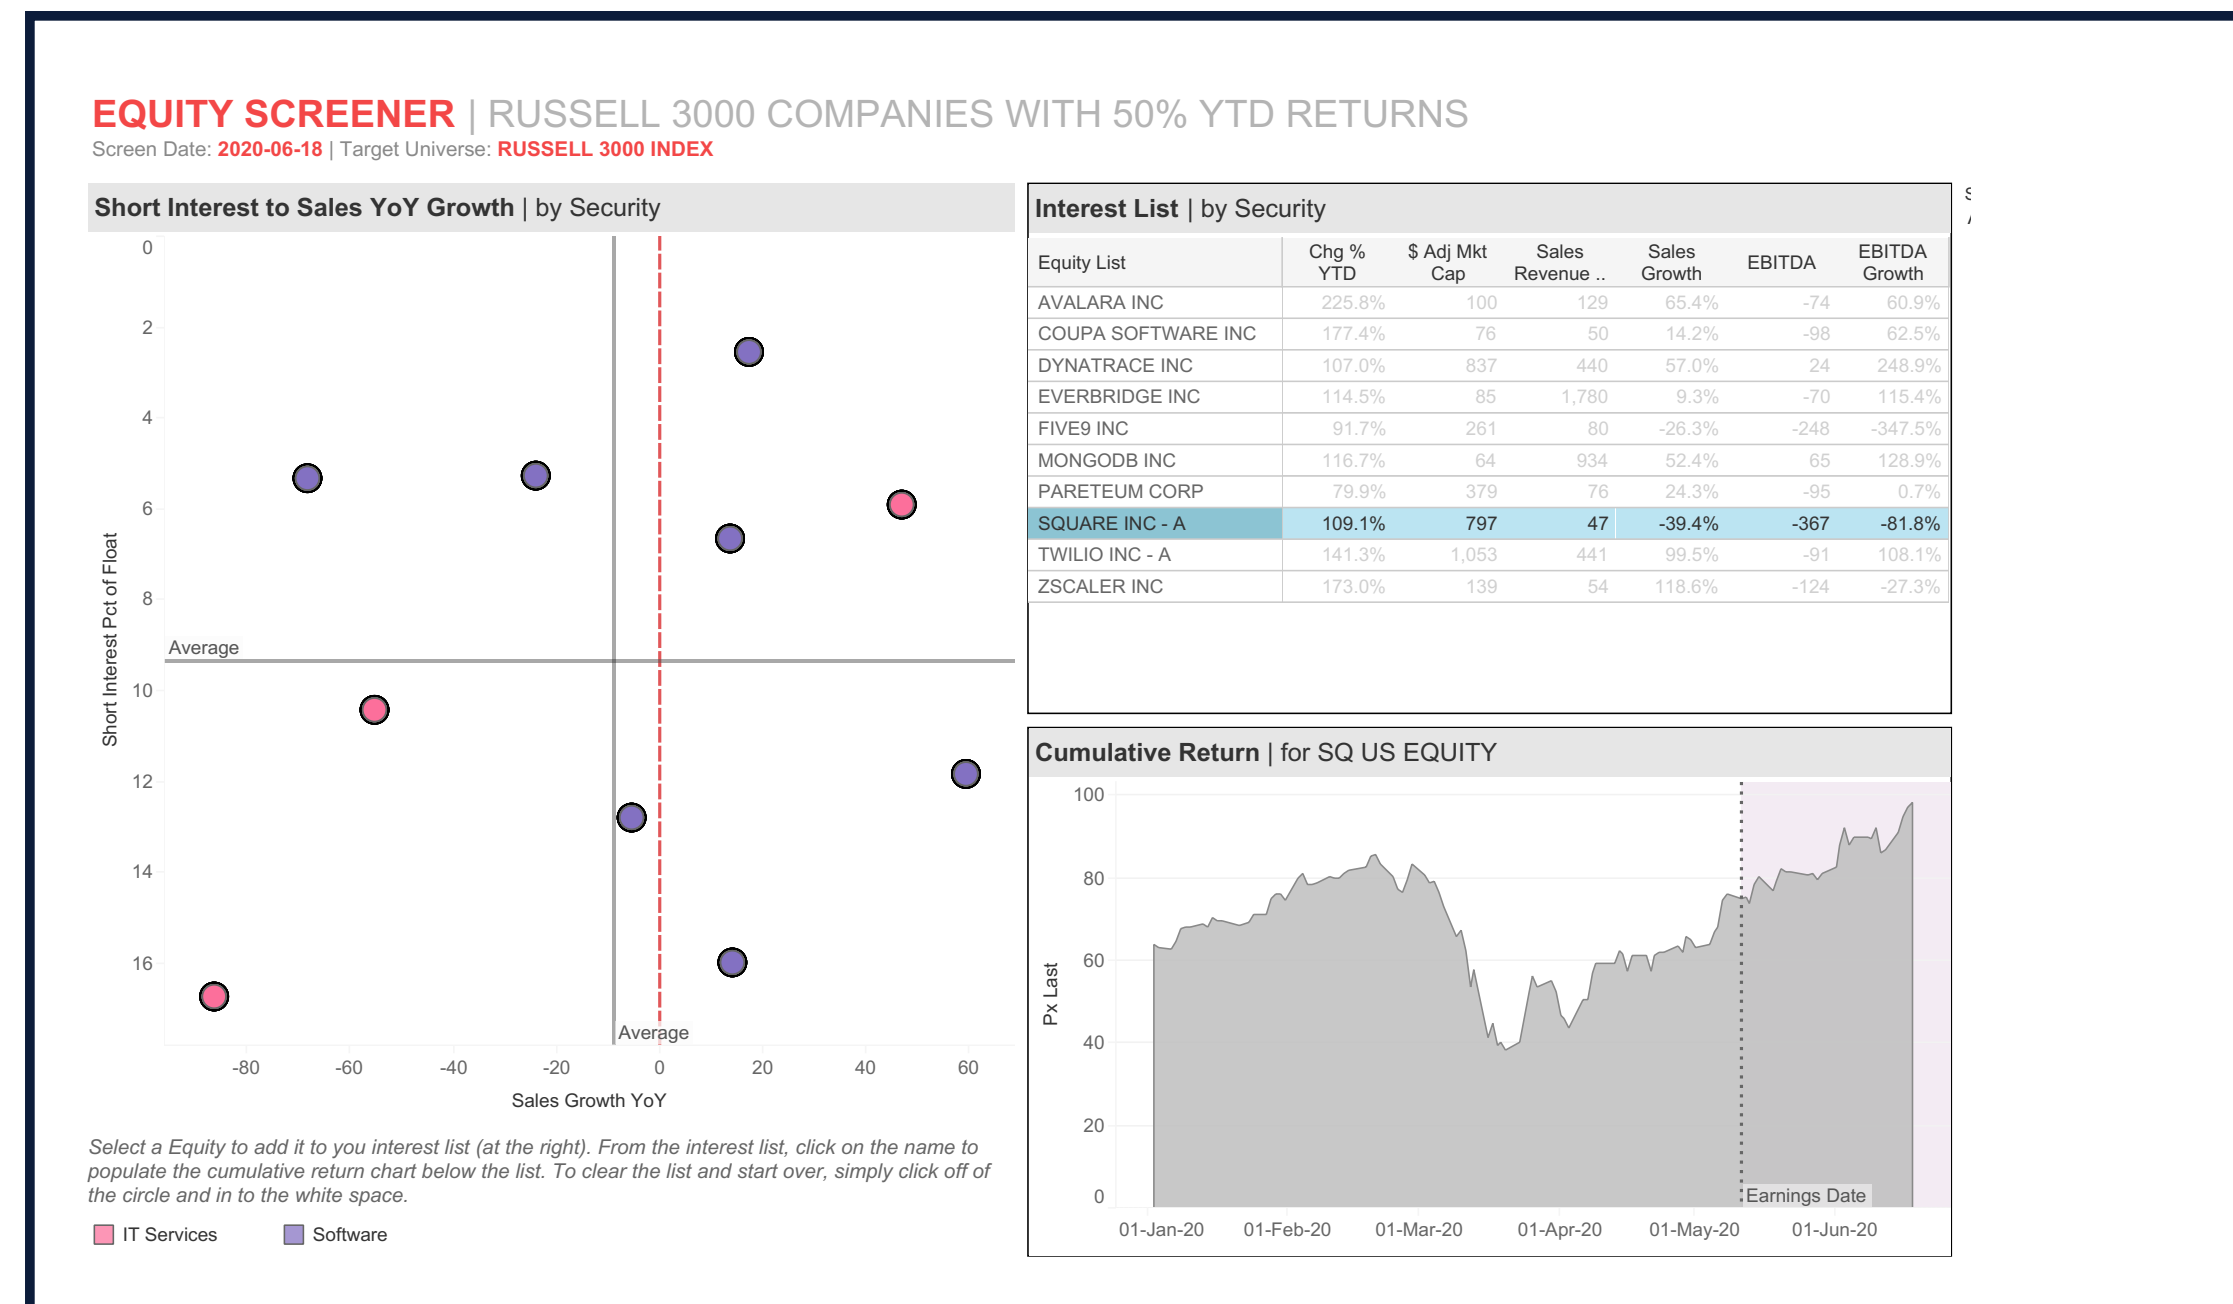 EQUITY SCREENER | RUSSELL 3000 COMPANIES WITH 50% YTD RETURNS
Screen Date: 2020-06-18 | Target Universe: RUSSELL 3000 INDEX
Short Interest to Sales YoY Growth | by Security
0
2
4
6
8
10
12
14
16
Short Interest Pct of Float
Average
Average
-80 -60 -40 -20 0 20 40 60
Sales Growth YoY
Select a Equity to add it to you interest list (at the right). From the interest list, click on the name to
populate the cumulative return chart below the list. To clear the list and start over, simply click off of
the circle and in to the white space.
IT Services Software
Interest List | by Security
Equity List Chg % YTD $ Adj Mkt Cap Sales Revenue .. Sales Growth EBITDA EBITDA Growth
AVALARA INC 225.8% 100 129 65.4% -74 60.9%
COUPA SOFTWARE INC 177.4% 76 50 14.2% -98 62.5%
DYNATRACE INC 107.0% 837 440 57.0% 24 248.9%
EVERBRIDGE INC 114.5% 85 1,780 9.3% -70 115.4%
FIVE9 INC 91.7% 261 80 -26.3% -248 -347.5%
MONGODB INC 116.7% 64 934 52.4% 65 128.9%
PARETEUM CORP 79.9% 379 76 24.3% -95 0.7%
SQUARE INC - A 109.1% 797 47 -39.4% -367 -81.8%
TWILIO INC - A 141.3% 1,053 441 99.5% -91 108.1%
ZSCALER INC 173.0% 139 54 118.6% -124 -27.3%
Cumulative Return | for SQ US EQUITY
100
80
60
40
20
0
Px Last
Earnings Date
01-Jan-20 01-Feb-20 01-Mar-20 01-Apr-20 01-May-20 01-Jun-20